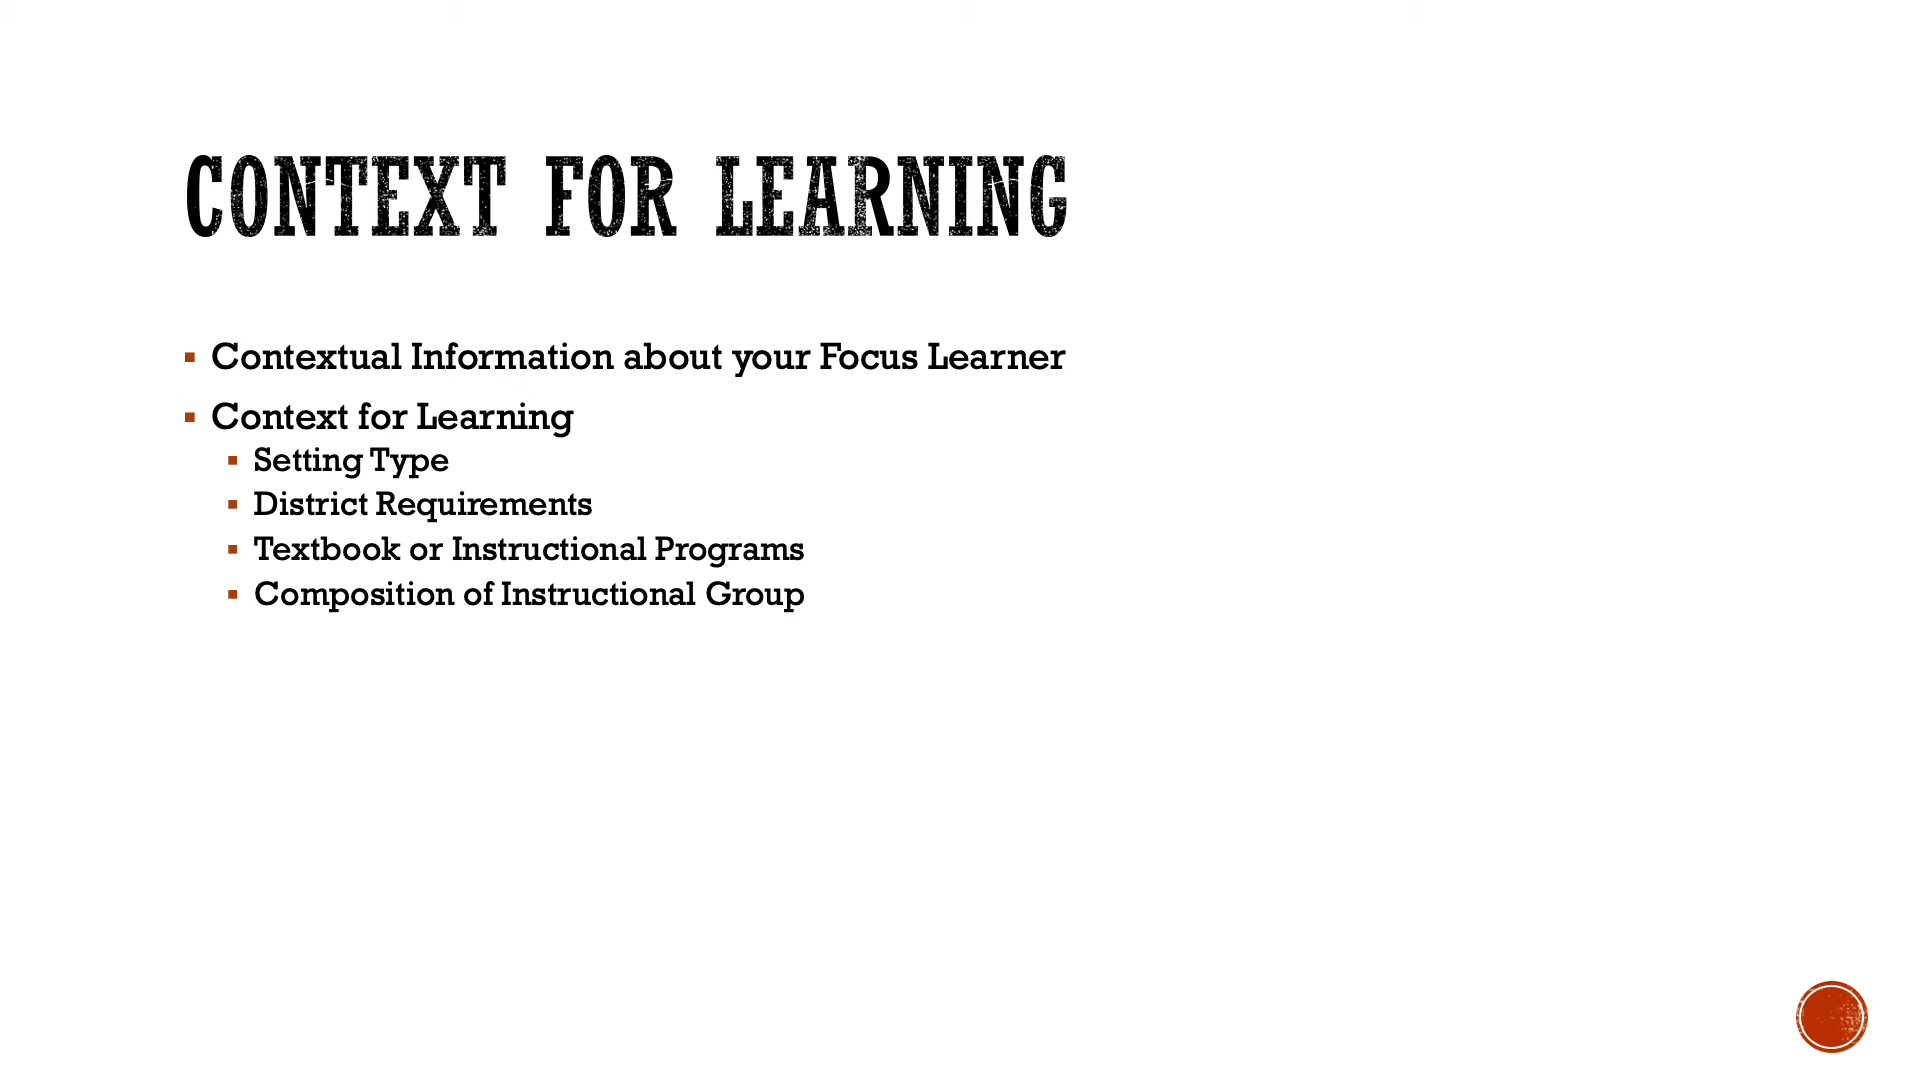 CONTEXT FOR LEARNING
▪ Contextual Information about your Focus Learner
▪ Context for Learning
▪ Setting Type
▪ District Requirements
▪ Textbook or Instructional Programs
▪ Composition of Instructional Group